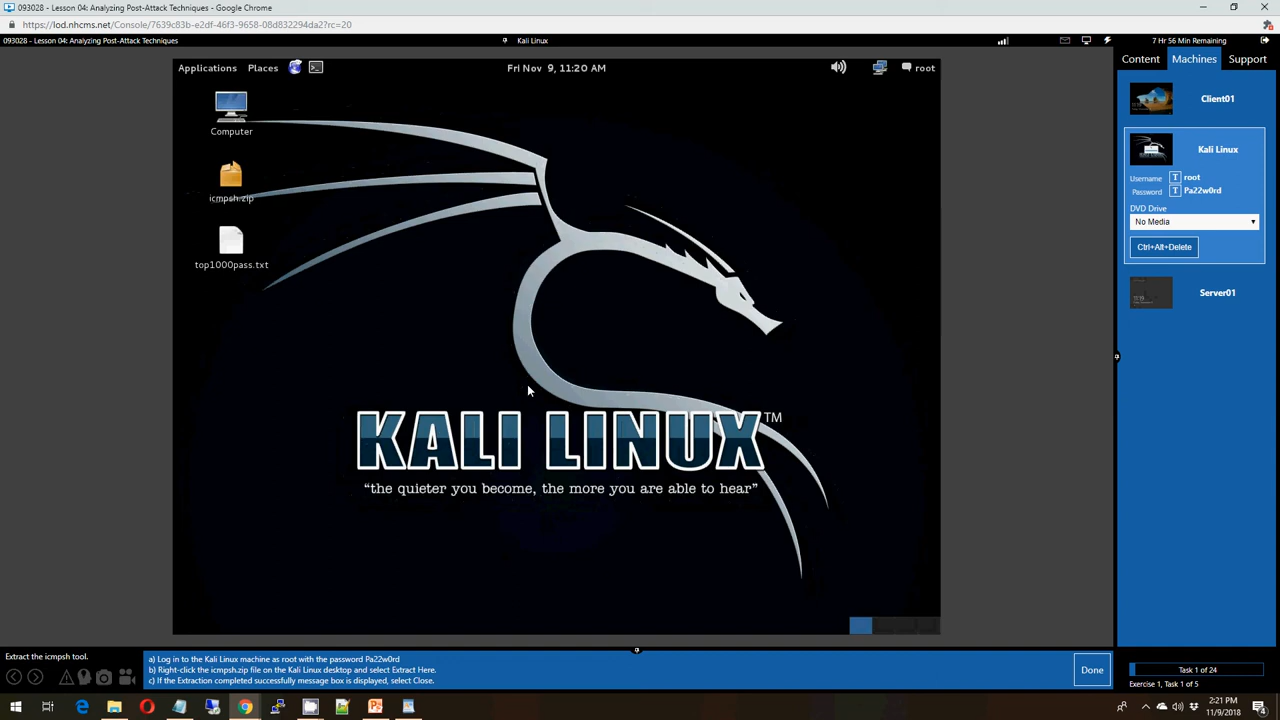 093028 - Lesson 04: Analyzing Post-Attack Techniques - Google Chrome
https://lod.nhcms.net/Console/7639c83b-e2df-46f3-9658-08d832294da2?rc=20
093028 - Lesson 04: Analyzing Post-Attack Techniques
Kali Linux
7 Hr 56 Min Remaining
Content
Machines
Support
Applications
Places
Fri Nov 9, 11:20 AM
root
Computer
icmpsh.zip
top1000pass.txt
KALI LINUX
TM
“the quieter you become, the more you are able to hear”
Client01
Kali Linux
Username
T root
Password
T Pa22w0rd
DVD Drive
No Media
Ctrl+Alt+Delete
Server01
Extract the icmpsh tool.
a) Log in to the Kali Linux machine as root with the password Pa22w0rd
b) Right-click the icmpsh.zip file on the Kali Linux desktop and select Extract Here.
c) If the Extraction completed successfully message box is displayed, select Close.
Done
Task 1 of 24
Exercise 1, Task 1 of 5
2:21 PM
11/9/2018
4